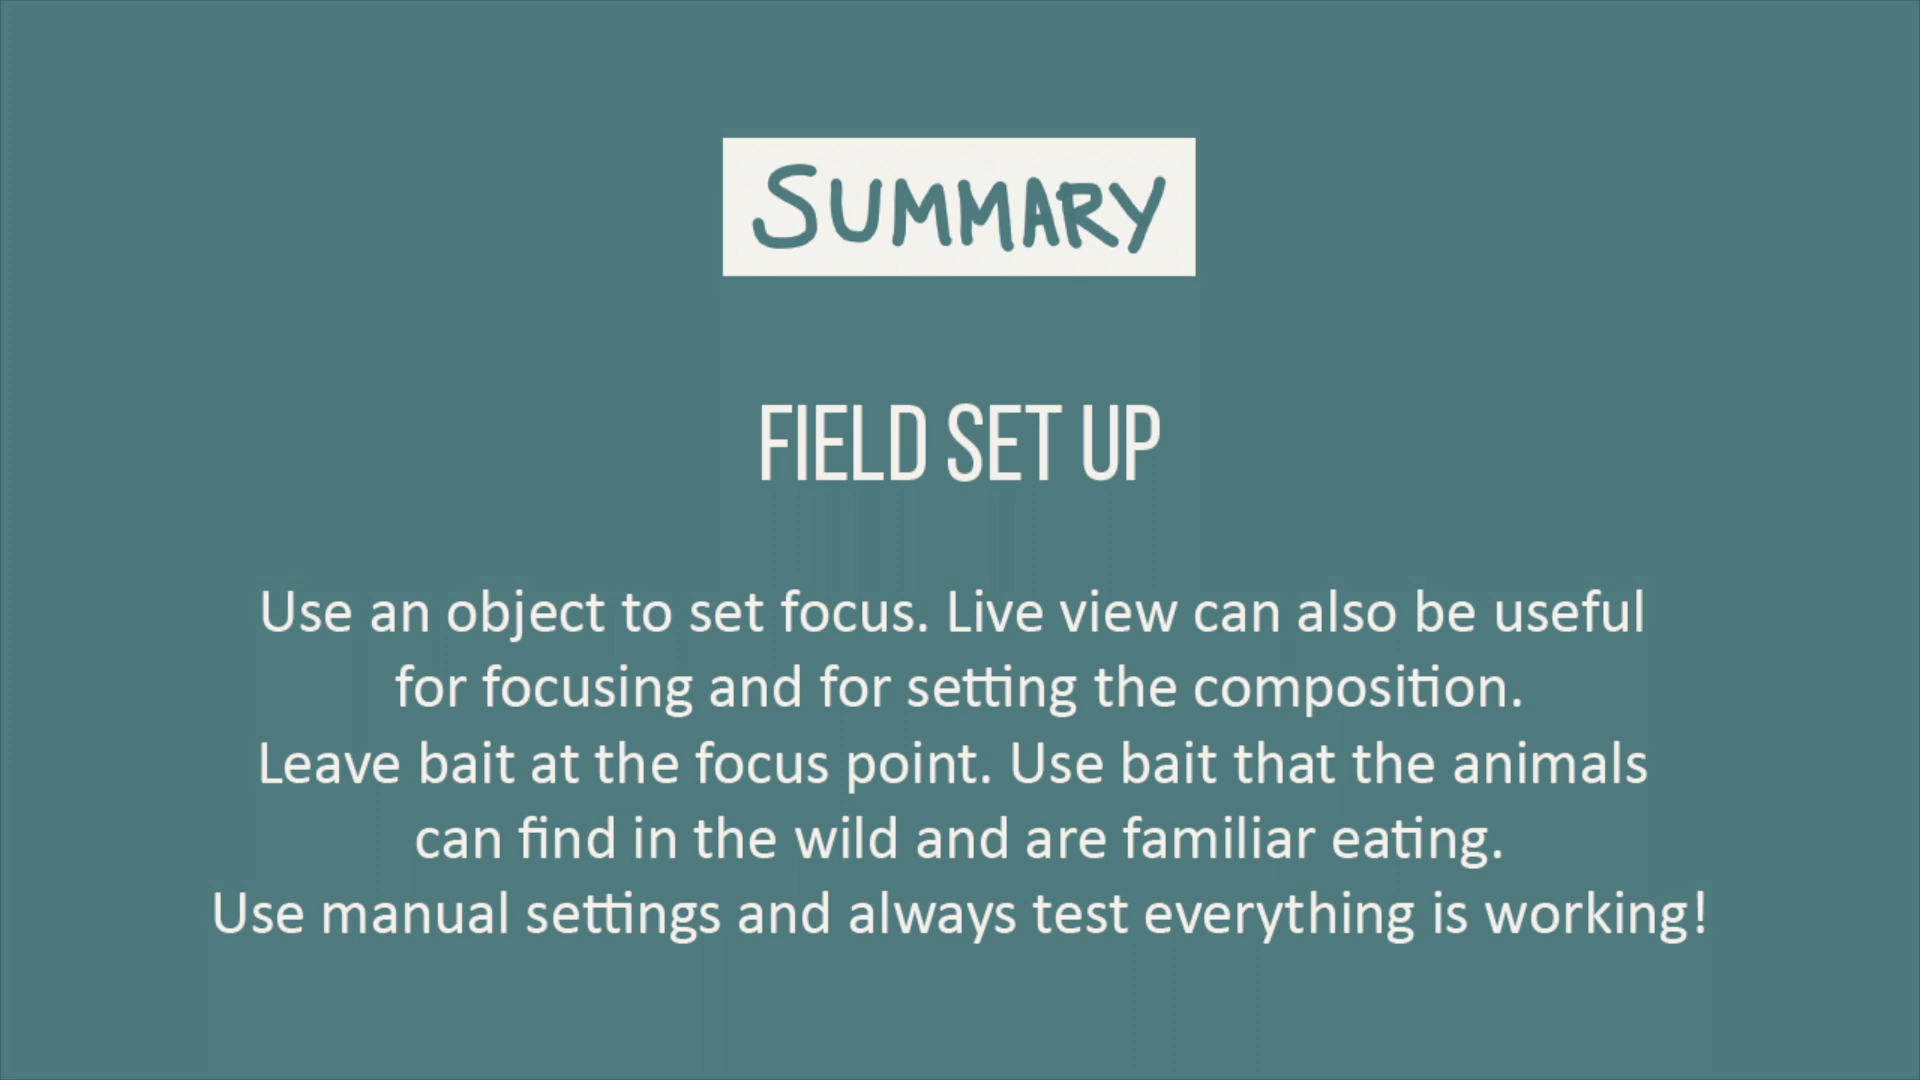 SUMMARY
FIELD SET UP
Use an object to set focus. Live view can also be useful
for focusing and for setting the composition.
Leave bait at the focus point. Use bait that the animals
can find in the wild and are familiar eating.
Use manual settings and always test everything is working!